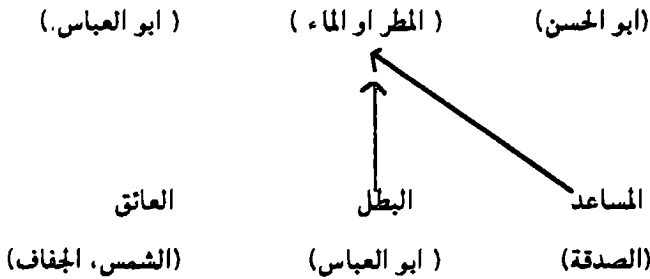 (ابو الحسن) ( المطر او الماء ) ( ابو العباس.)
المساعد البطل العائق
(الصدقة) ( ابو العباس) (الشمس، الجفاف)